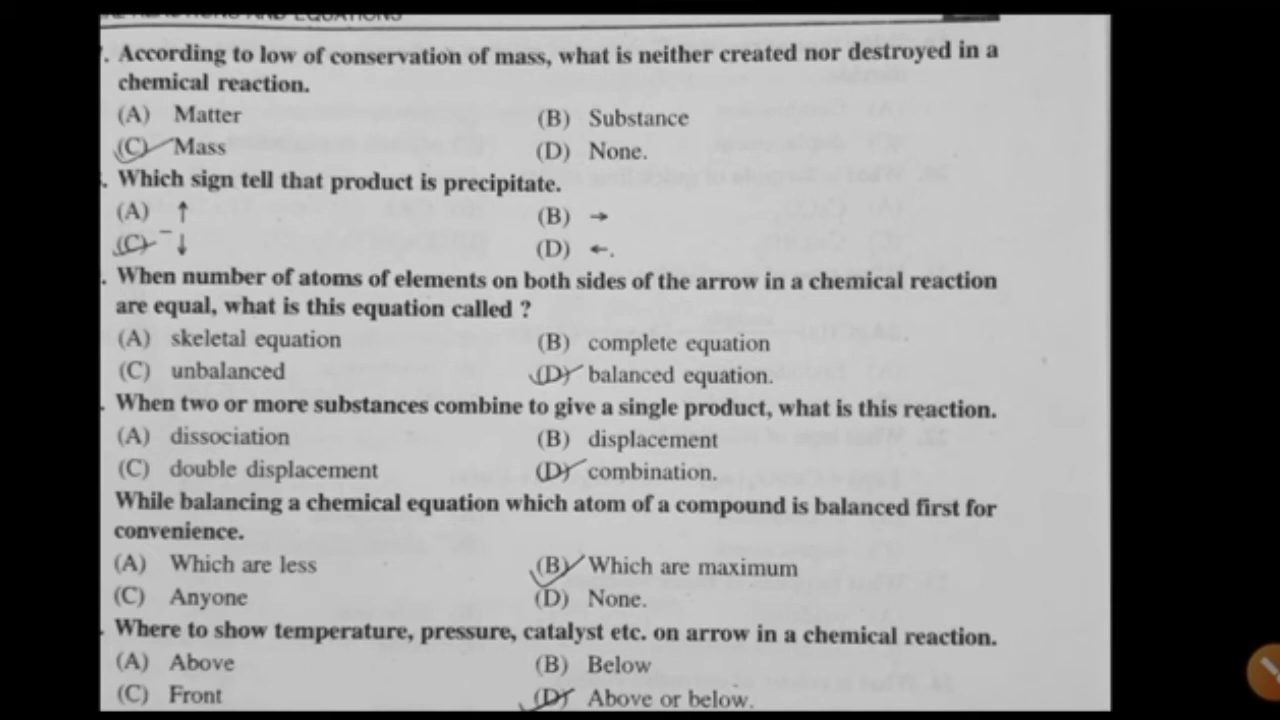 REACTIONS AND EQUATIONS
. According to low of conservation of mass, what is neither created nor destroyed in a
chemical reaction.
(A) Matter (B) Substance
(C) Mass (D) None.
. Which sign tell that product is precipitate.
(A) ↑ (B) →
(C) ↓ (D) ←.
. When number of atoms of elements on both sides of the arrow in a chemical reaction
are equal, what is this equation called ?
(A) skeletal equation (B) complete equation
(C) unbalanced (D) balanced equation.
. When two or more substances combine to give a single product, what is this reaction.
(A) dissociation (B) displacement
(C) double displacement (D) combination.
While balancing a chemical equation which atom of a compound is balanced first for
convenience.
(A) Which are less (B) Which are maximum
(C) Anyone (D) None.
. Where to show temperature, pressure, catalyst etc. on arrow in a chemical reaction.
(A) Above (B) Below
(C) Front (D) Above or below.